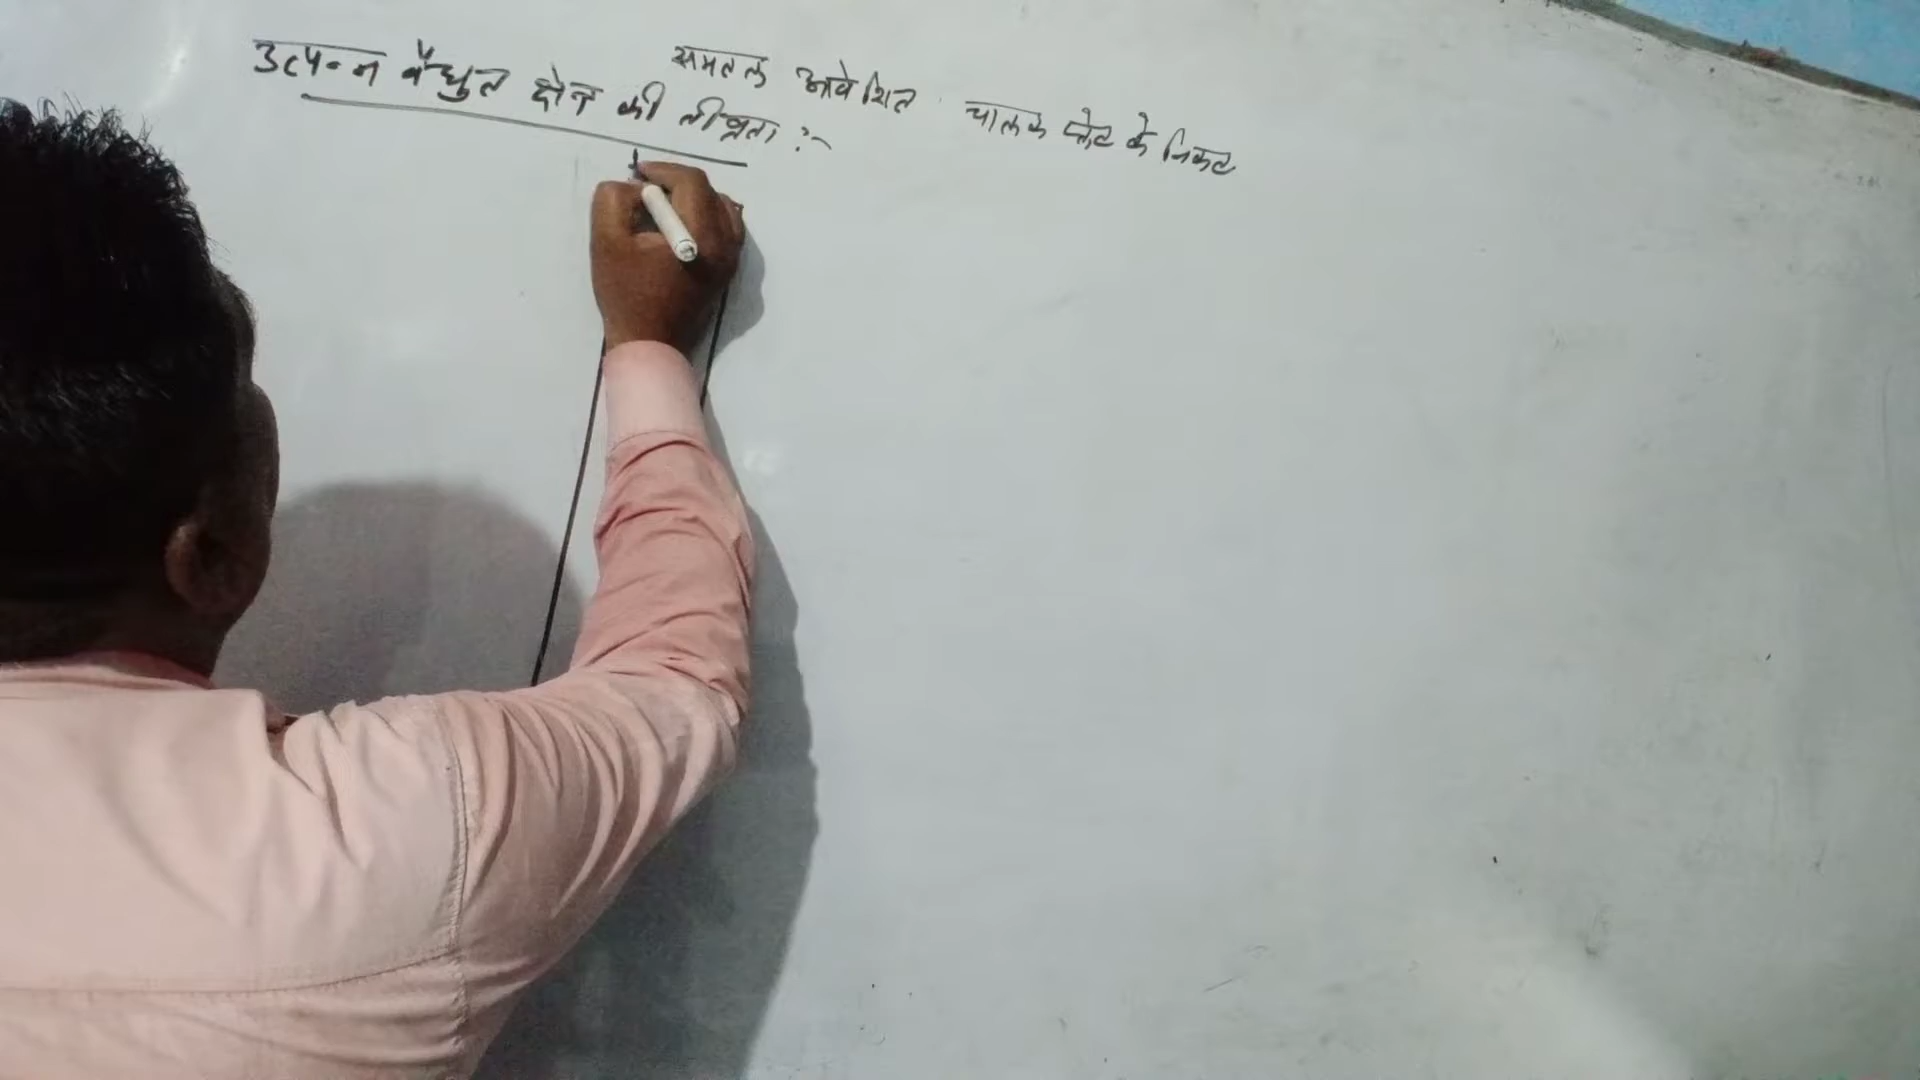 समतल आवेशित चालक प्लेट के निकट
उत्पन्न वैधुत क्षेत्र की तीव्रता :-